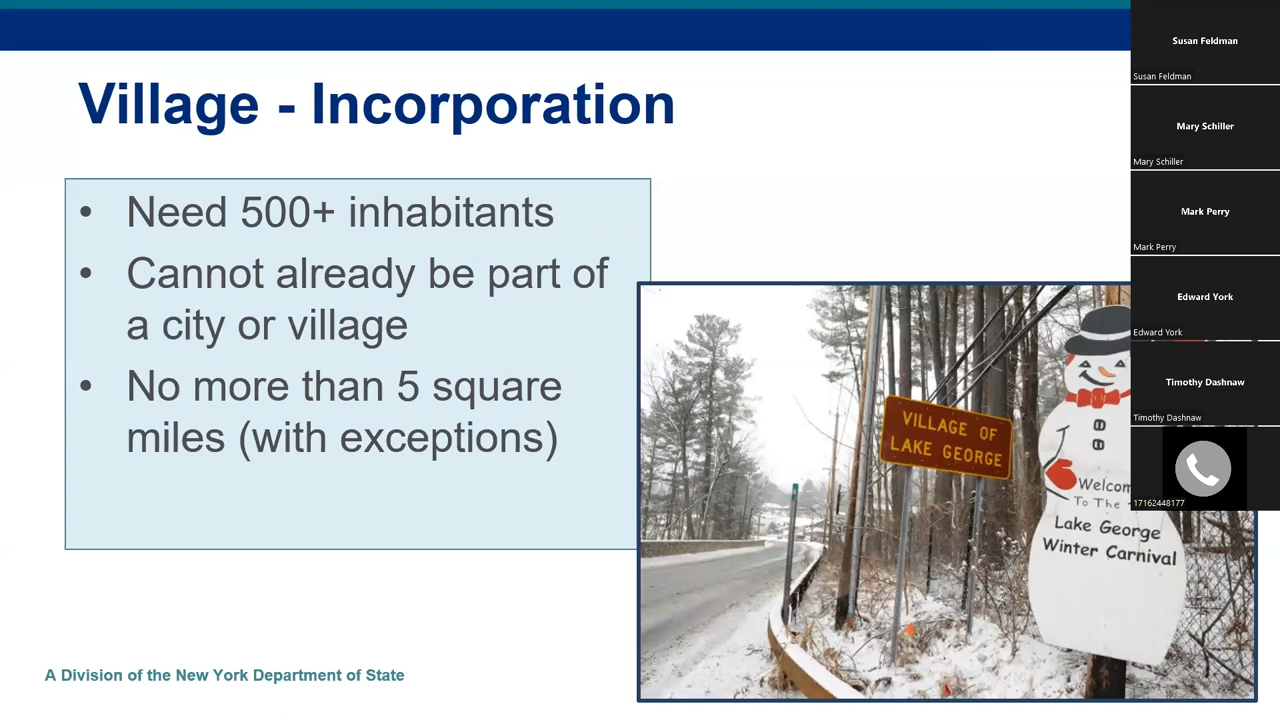 Village - Incorporation
• Need 500+ inhabitants
• Cannot already be part of
a city or village
• No more than 5 square
miles (with exceptions)
VILLAGE OF
LAKE GEORGE
Welcom
To The
Lake George
Winter Carnival
A Division of the New York Department of State
Susan Feldman
Susan Feldman
Mary Schiller
Mary Schiller
Mark Perry
Mark Perry
Edward York
Edward York
Timothy Dashnaw
Timothy Dashnaw
17162448177